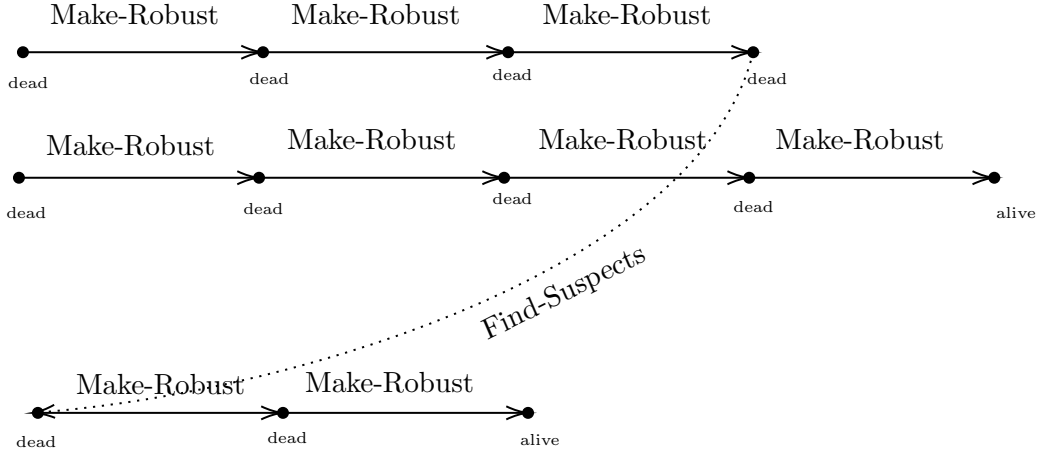 Make-Robust Make-Robust Make-Robust
dead dead dead dead
Make-Robust Make-Robust Make-Robust Make-Robust
dead dead dead dead alive
Find-Suspects
Make-Robust Make-Robust
dead dead alive